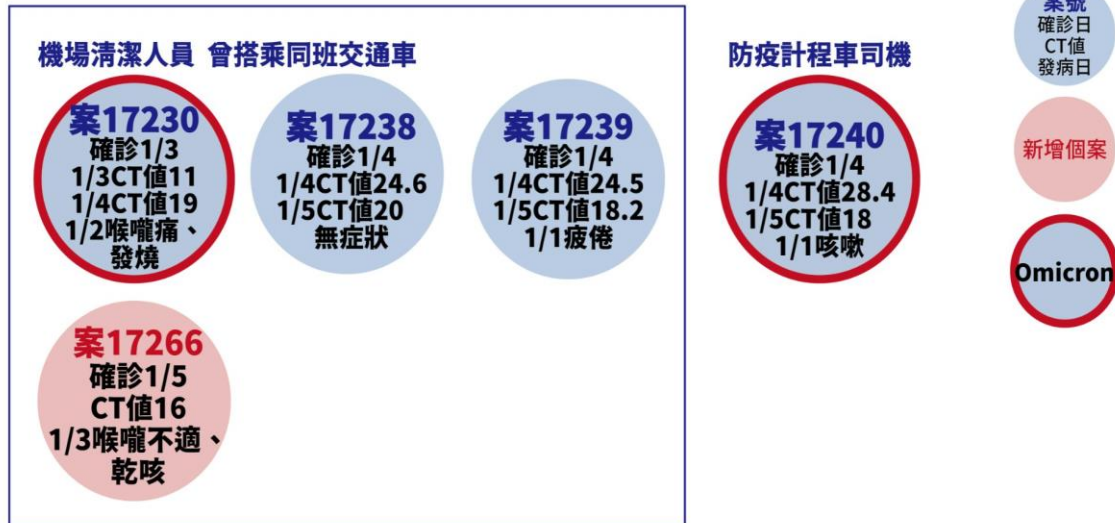 機場清潔人員 曾搭乘同班交通車
案17230
確診1/3
1/3CT值11
1/4CT值19
1/2喉嚨痛、
發燒
案17238
確診1/4
1/4CT值24.6
1/5CT值20
無症狀
案17239
確診1/4
1/4CT值24.5
1/5CT值18.2
1/1疲倦
案17266
確診1/5
CT值16
1/3喉嚨不適、
乾咳
防疫計程車司機
案17240
確診1/4
1/4CT值28.4
1/5CT值18
1/1咳嗽
案號
確診日
CT值
發病日
新增個案
Omicron